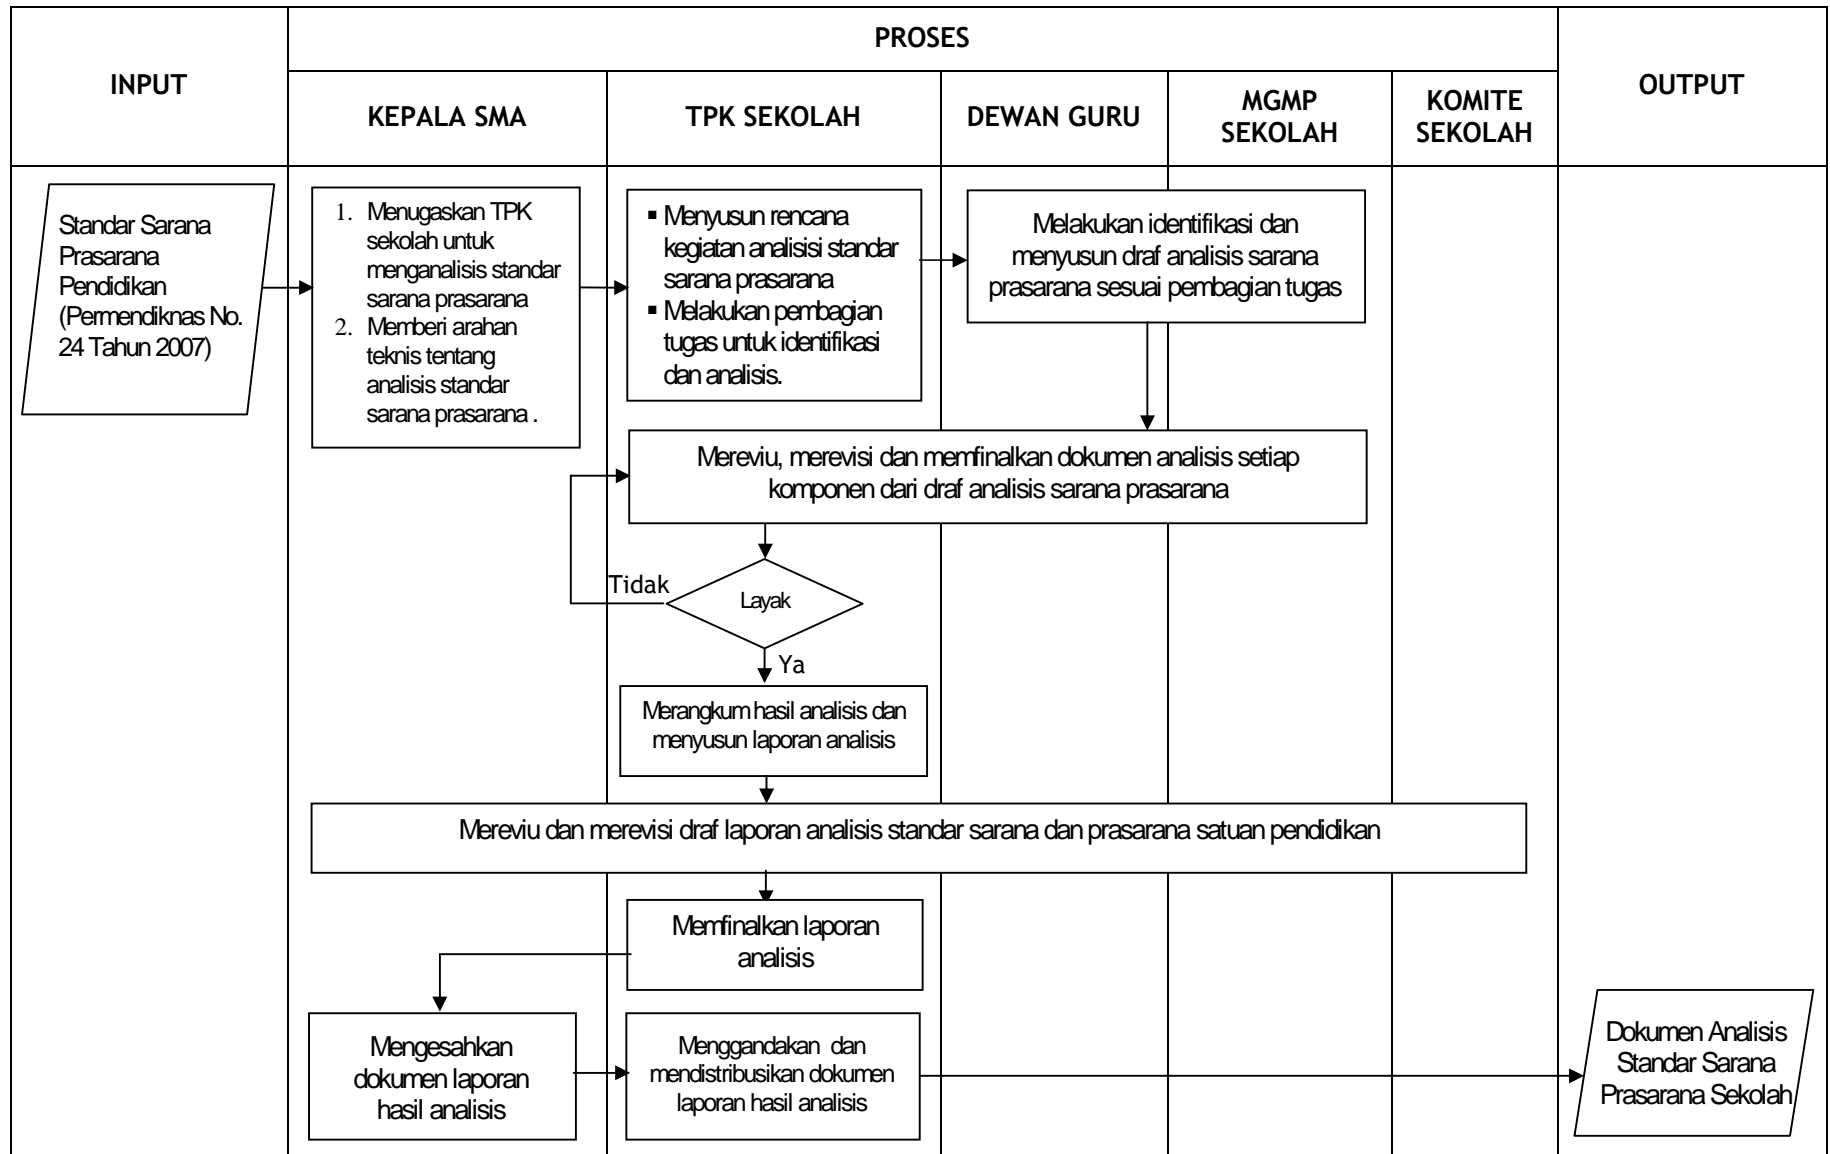 INPUT
PROSES
OUTPUT
KEPALA SMA
TPK SEKOLAH
DEWAN GURU
MGMP
SEKOLAH
KOMITE
SEKOLAH
Standar Sarana
Prasarana
Pendidikan
(Permendiknas No.
24 Tahun 2007)
1. Menugaskan TPK
sekolah untuk
menganalisis standar
sarana prasarana
2. Memberi arahan
teknis tentang
analisis standar
sarana prasarana .
▪ Menyusun rencana
kegiatan analisisi standar
sarana prasarana
▪ Melakukan pembagian
tugas untuk identifikasi
dan analisis.
Melakukan identifikasi dan
menyusun draf analisis sarana
prasarana sesuai pembagian tugas
Mereviu, merevisi dan memfinalkan dokumen analisis setiap
komponen dari draf analisis sarana prasarana
Tidak
Layak
Ya
Merangkum hasil analisis dan
menyusun laporan analisis
Mereviu dan merevisi draf laporan analisis standar sarana dan prasarana satuan pendidikan
Memfinalkan laporan
analisis
Mengesahkan
dokumen laporan
hasil analisis
Menggandakan dan
mendistribusikan dokumen
laporan hasil analisis
Dokumen Analisis
Standar Sarana
Prasarana Sekolah